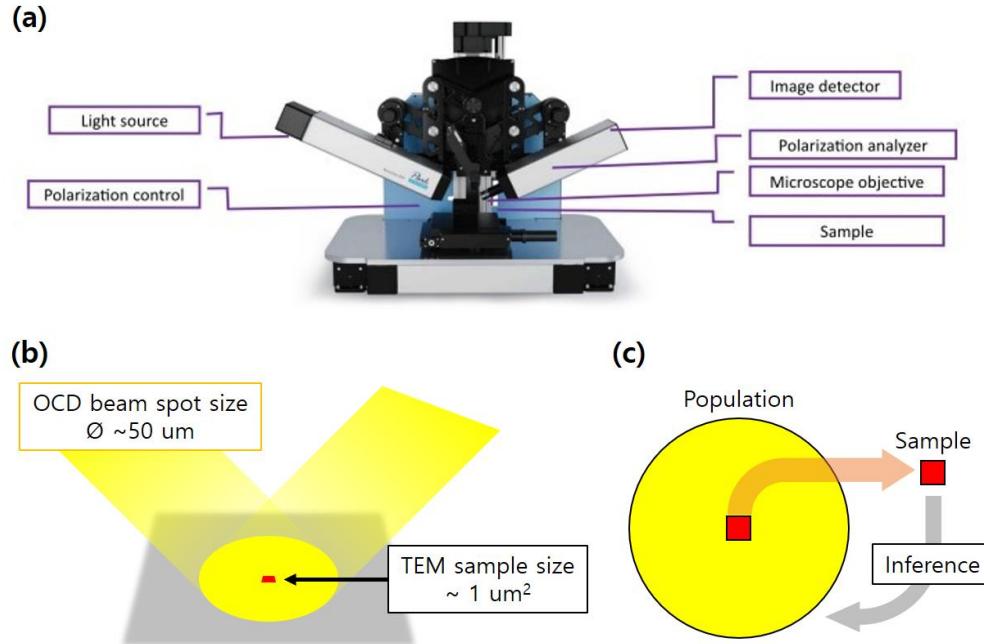 (a)
Light source
Polarization control
Image detector
Polarization analyzer
Microscope objective
Sample
(b)
OCD beam spot size
Ø ~50 um
TEM sample size
~ 1 um²
(c)
Population
Sample
Inference